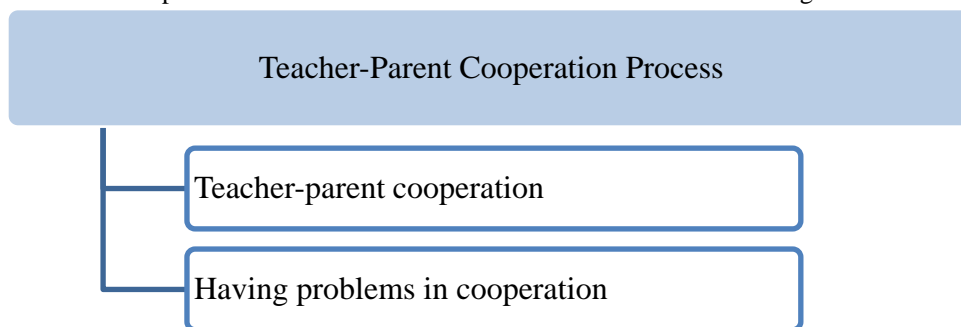 Teacher-Parent Cooperation Process
Teacher-parent cooperation
Having problems in cooperation